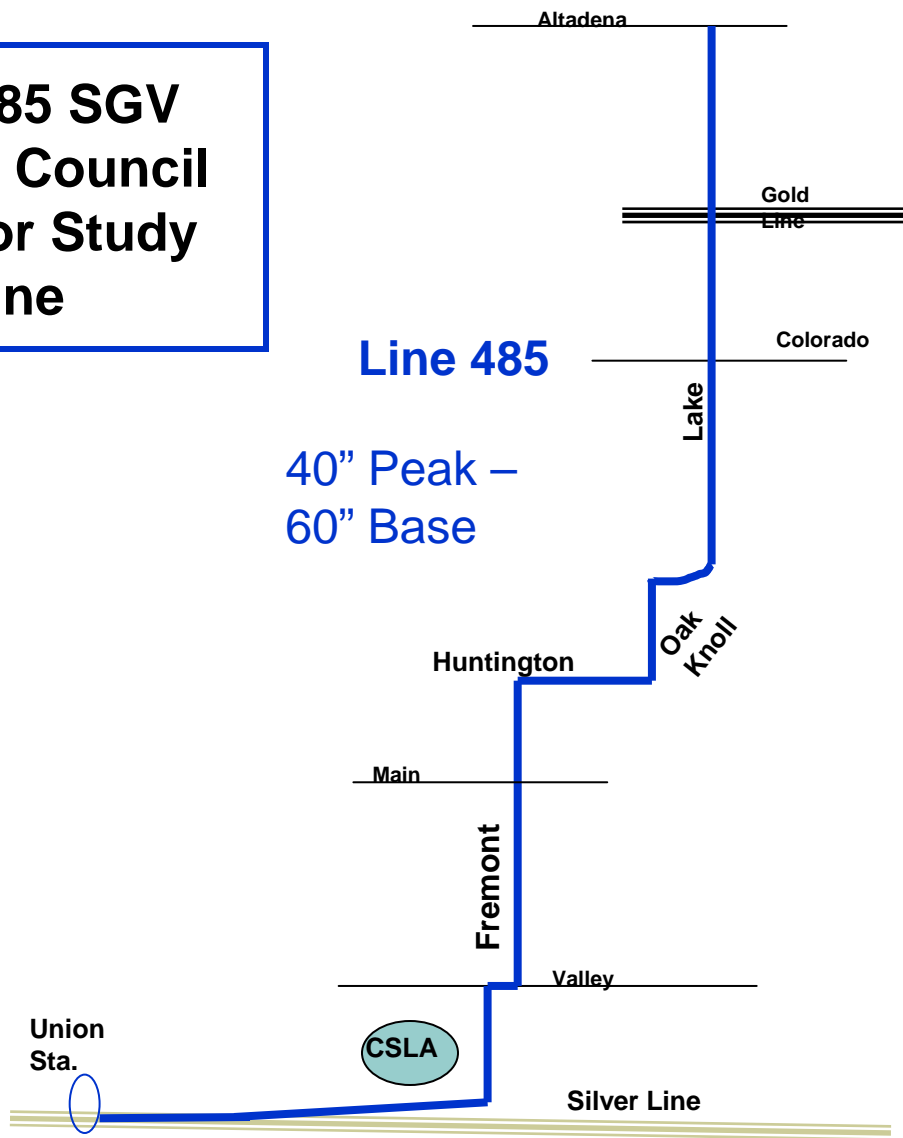 Altadena
85 SGV
Council
or Study
ne
Gold
Line
Colorado
Line 485
Lake
40” Peak –
60” Base
Oak
Knoll
Huntington
Main
Fremont
Valley
Union
Sta.
CSLA
Silver Line